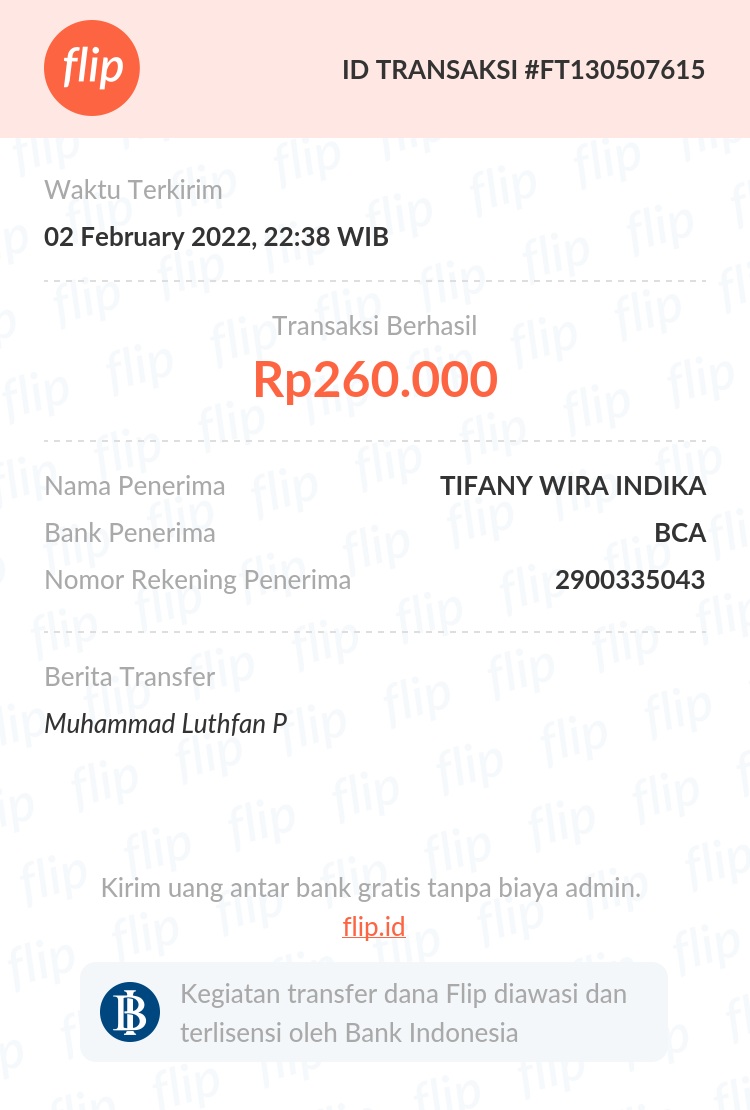 flip
ID TRANSAKSI #FT130507615
Waktu Terkirim
02 February 2022, 22:38 WIB
Transaksi Berhasil
Rp260.000
Nama Penerima TIFANY WIRA INDIKA
Bank Penerima BCA
Nomor Rekening Penerima 2900335043
Berita Transfer
Muhammad Luthfan P
Kirim uang antar bank gratis tanpa biaya admin.
flip.id
Kegiatan transfer dana Flip diawasi dan
terlisensi oleh Bank Indonesia